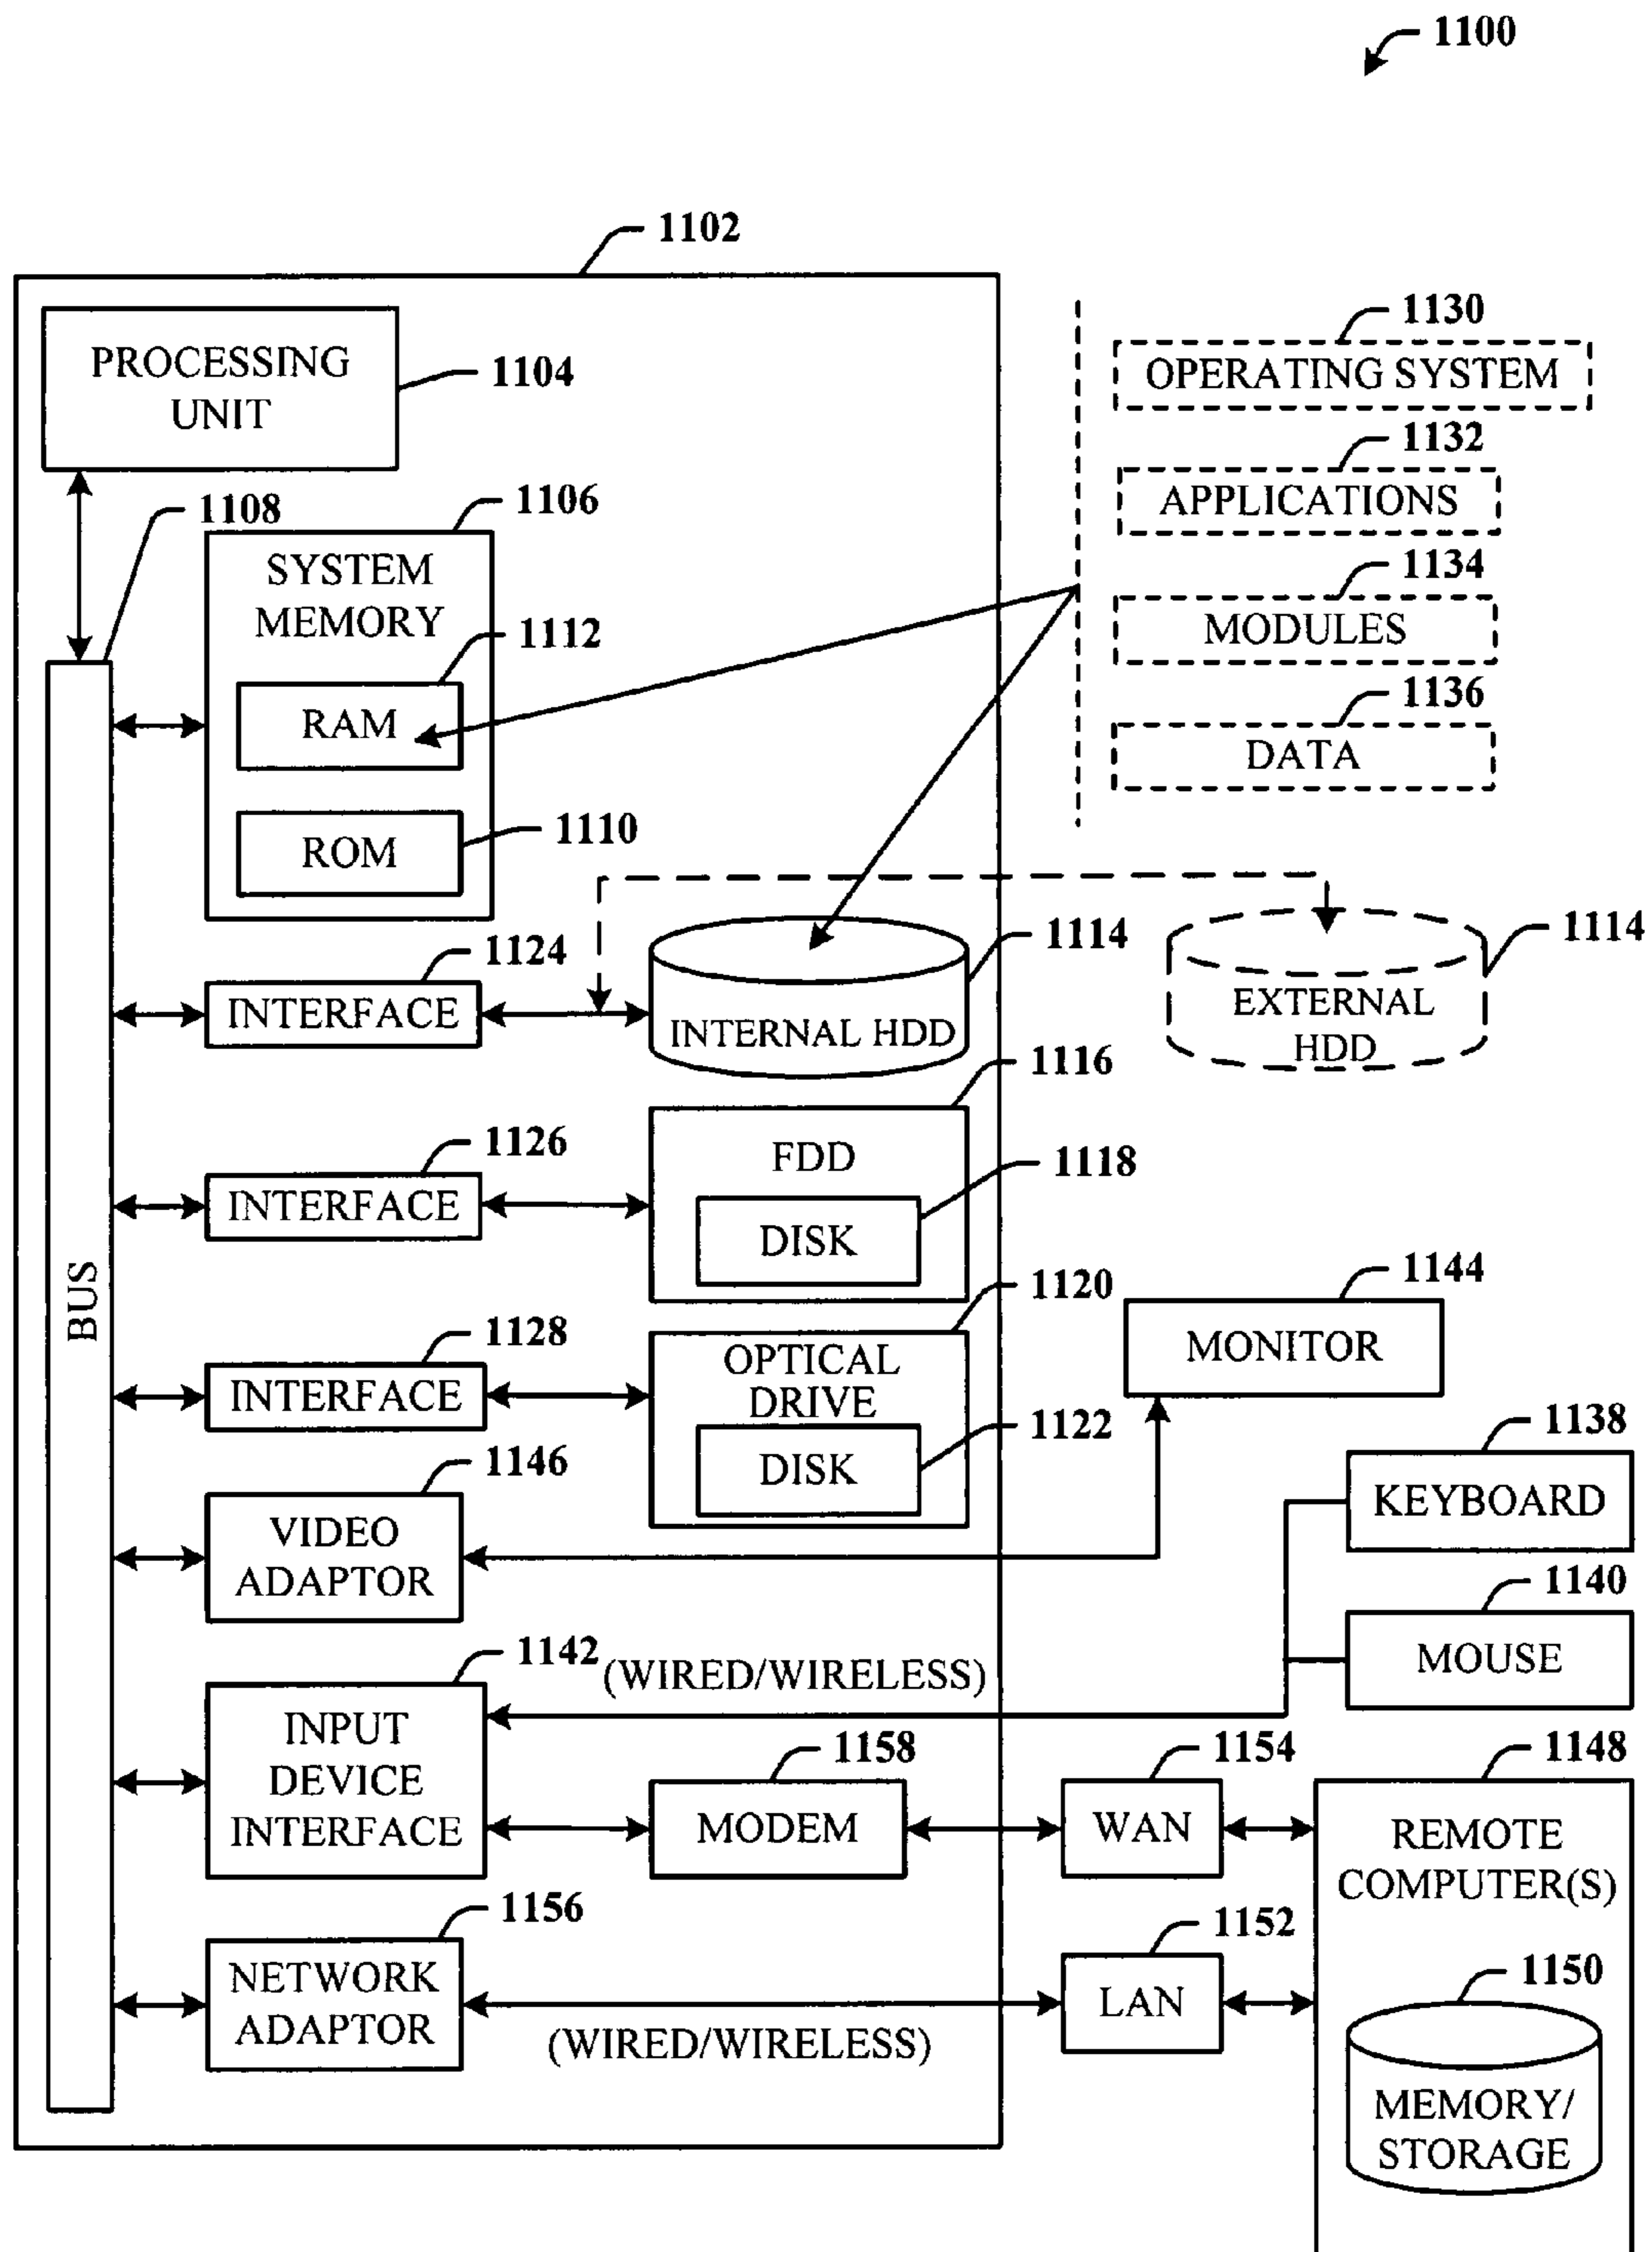 1100
1102
PROCESSING
UNIT
1104
1130
OPERATING SYSTEM
1132
APPLICATIONS
1134
MODULES
1136
DATA
1108
1106
SYSTEM
MEMORY
1112
RAM
1110
ROM
BUS
1124
INTERFACE
1114
INTERNAL HDD
1114
EXTERNAL
HDD
1126
INTERFACE
1116
FDD
1118
DISK
1128
INTERFACE
1120
OPTICAL
DRIVE
1122
DISK
1144
MONITOR
1146
VIDEO
ADAPTOR
1138
KEYBOARD
1140
MOUSE
1142
(WIRED/WIRELESS)
INPUT
DEVICE
INTERFACE
1158
MODEM
1154
WAN
1148
REMOTE
COMPUTER(S)
1156
NETWORK
ADAPTOR
(WIRED/WIRELESS)
1152
LAN
1150
MEMORY/
STORAGE